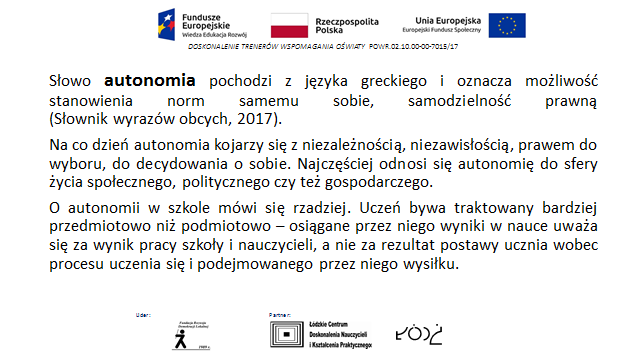 Fundusze
Europejskie
Wiedza Edukacja Rozwój
Rzeczpospolita
Polska
Unia Europejska
Europejski Fundusz Społeczny
DOSKONALENIE TRENERÓW WSPOMAGANIA OŚWIATY POWR.02.10.00-00-7015/17
Słowo autonomia pochodzi z języka greckiego i oznacza możliwość
stanowienia norm samemu sobie, samodzielność prawną
(Słownik wyrazów obcych, 2017).
Na co dzień autonomia kojarzy się z niezależnością, niezawisłością, prawem do
wyboru, do decydowania o sobie. Najczęściej odnosi się autonomię do sfery
życia społecznego, politycznego czy też gospodarczego.
O autonomii w szkole mówi się rzadziej. Uczeń bywa traktowany bardziej
przedmiotowo niż podmiotowo – osiągane przez niego wyniki w nauce uważa
się za wynik pracy szkoły i nauczycieli, a nie za rezultat postawy ucznia wobec
procesu uczenia się i podejmowanego przez niego wysiłku.
Lider:
Partner:
Fundacja Rozwoju
Demokracji Lokalnej
1989 r.
Łódzkie Centrum
Doskonalenia Nauczycieli
i Kształcenia Praktycznego
ŁÓDŹ